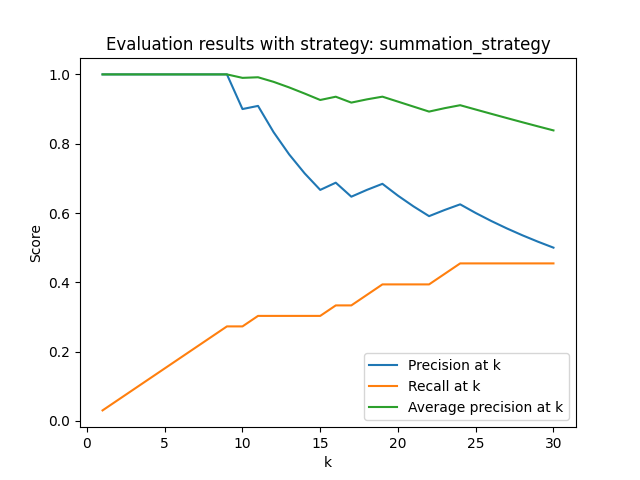 Evaluation results with strategy: summation_strategy
1.0
0.8
0.6
0.4
0.2
0.0
Score
0
5
10
15
20
25
30
k
Precision at k
Recall at k
Average precision at k